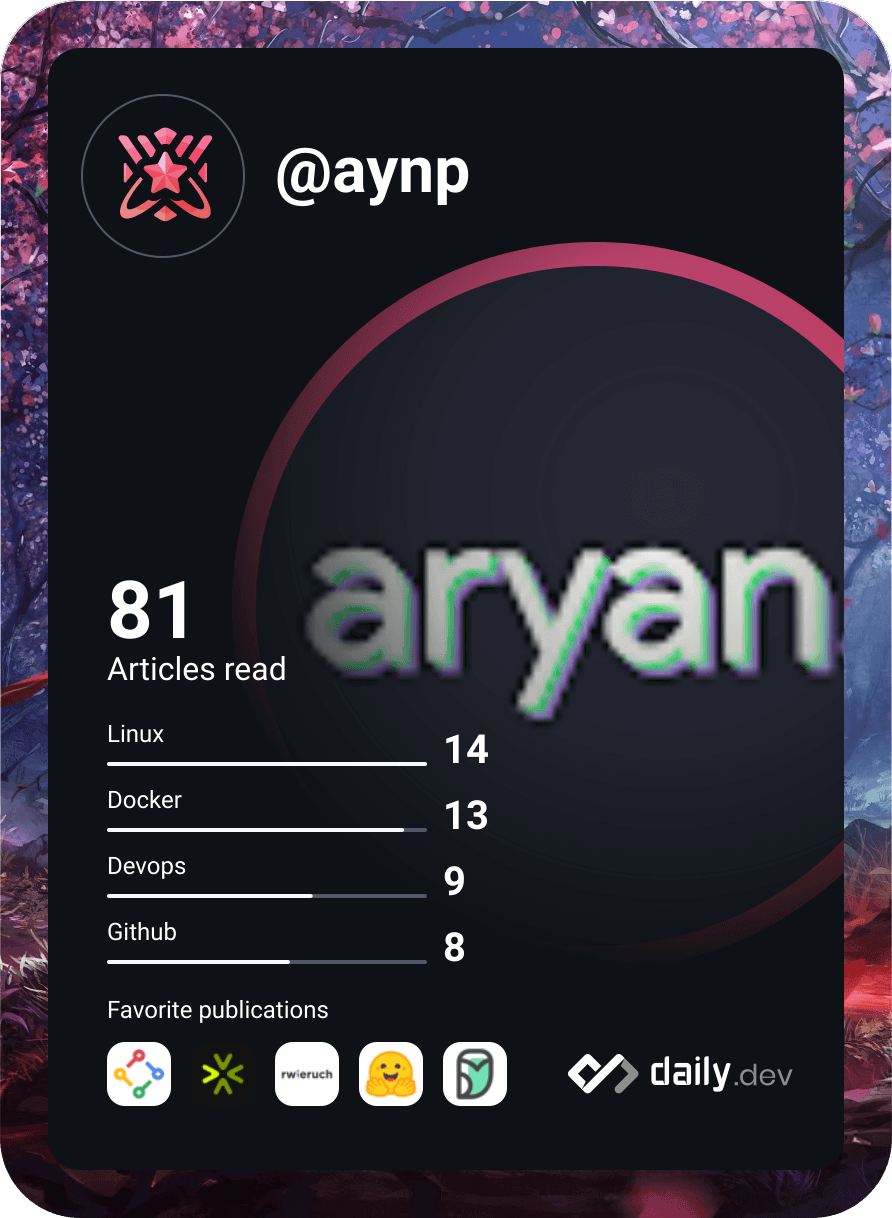 @aynp
aryan
81
Articles read
Linux
14
Docker
13
Devops
9
Github
8
Favorite publications
rwieruch
daily.dev